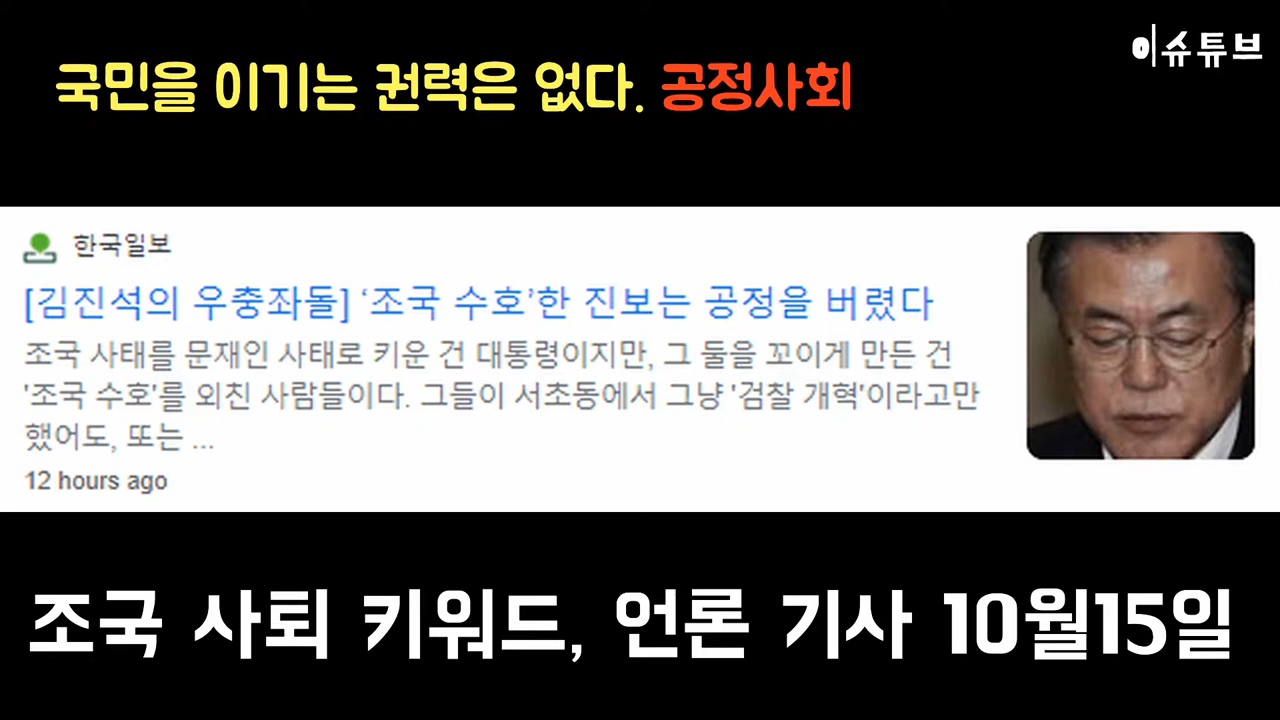 이슈튜브
국민을 이기는 권력은 없다. 공정사회
한국일보
[김진석의 우충좌돌] ‘조국 수호’한 진보는 공정을 버렸다
조국 사태를 문재인 사태로 키운 건 대통령이지만, 그 둘을 꼬이게 만든 건
'조국 수호'를 외친 사람들이다. 그들이 서초동에서 그냥 '검찰 개혁'이라고만
했어도, 또는 ...
12 hours ago
조국 사퇴 키워드, 언론 기사 10월15일